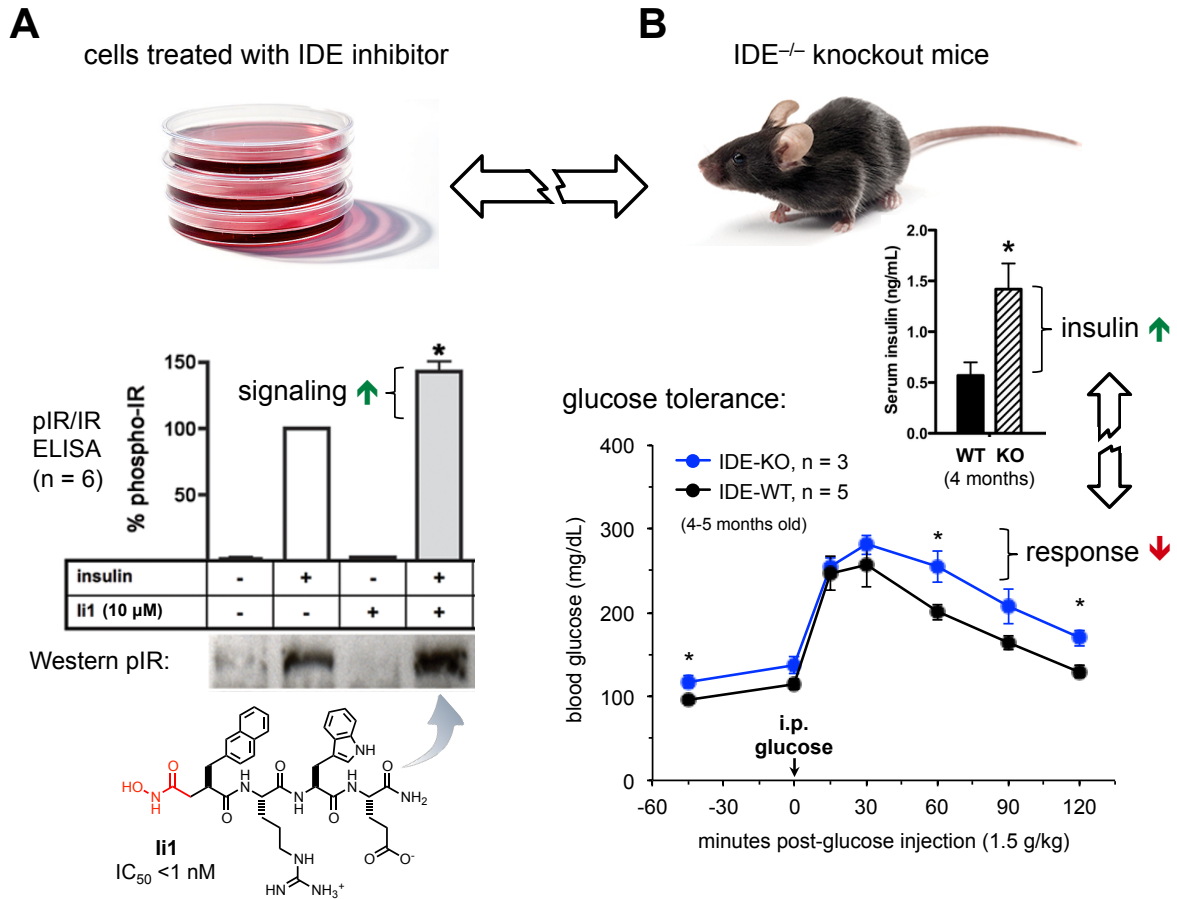 A
cells treated with IDE inhibitor
B
IDE–/– knockout mice
pIR/IR
ELISA
(n = 6)
% phospho-IR
150
100
50
signaling
*
insulin
-
+
-
+
Ii1 (10 µM)
-
-
+
+
Western pIR:
O
HO
N
H
O
H
N
O
N
H
NH
O
H
N
O
NH2
O
O-
NH
HN
NH3+
Ii1
IC50 <1 nM
Serum insulin (ng/mL)
2.0
1.5
1.0
0.5
0.0
*
WT KO
(4 months)
insulin
glucose tolerance:
blood glucose (mg/dL)
400
300
200
100
0
IDE-KO, n = 3
IDE-WT, n = 5
(4-5 months old)
*
*
*
response
i.p.
glucose
-60 -30 0 30 60 90 120
minutes post-glucose injection (1.5 g/kg)